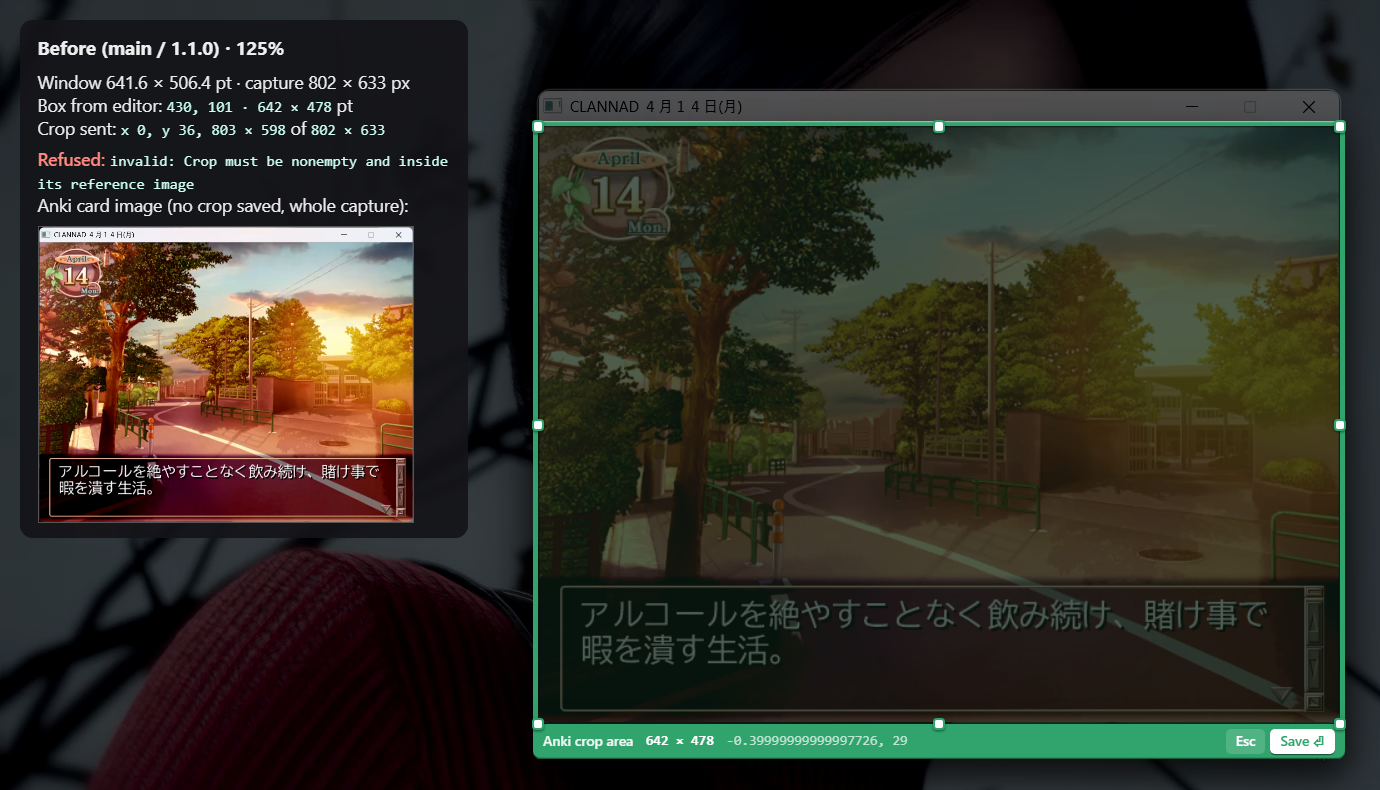 Before (main / 1.1.0) · 125%
Window 641.6 × 506.4 pt · capture 802 × 633 px
Box from editor: 430, 101 · 642 × 478 pt
Crop sent: x 0, y 36, 803 × 598 of 802 × 633
Refused: invalid: Crop must be nonempty and inside
its reference image
Anki card image (no crop saved, whole capture):
CLANNAD 4月14日(月)
April
14
Mon.
アルコールを絶やすことなく飲み続け、賭け事で
暇を潰す生活。
CLANNAD 4月14日(月)
April
14
Mon.
アルコールを絶やすことなく飲み続け、賭け事で
暇を潰す生活。
Anki crop area 642 × 478 -0.39999999999997726, 29 Esc Save ⏎